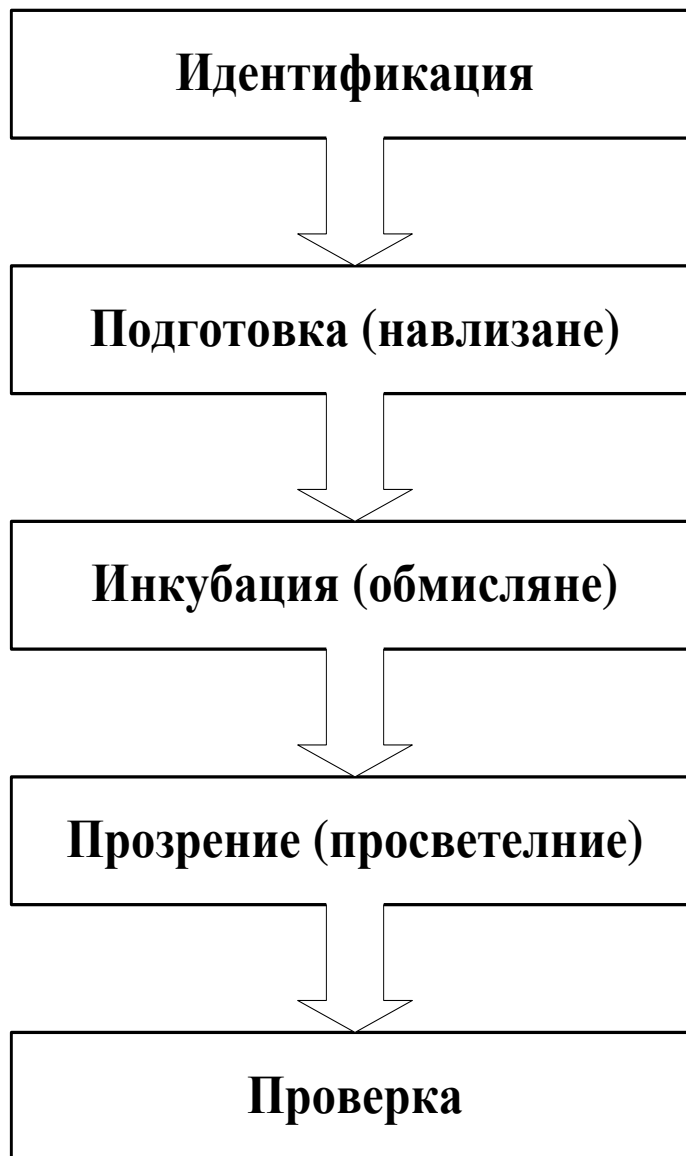 Идентификация
Подготовка (навлизане)
Инкубация (обмисляне)
Прозрение (просветелние)
Проверка